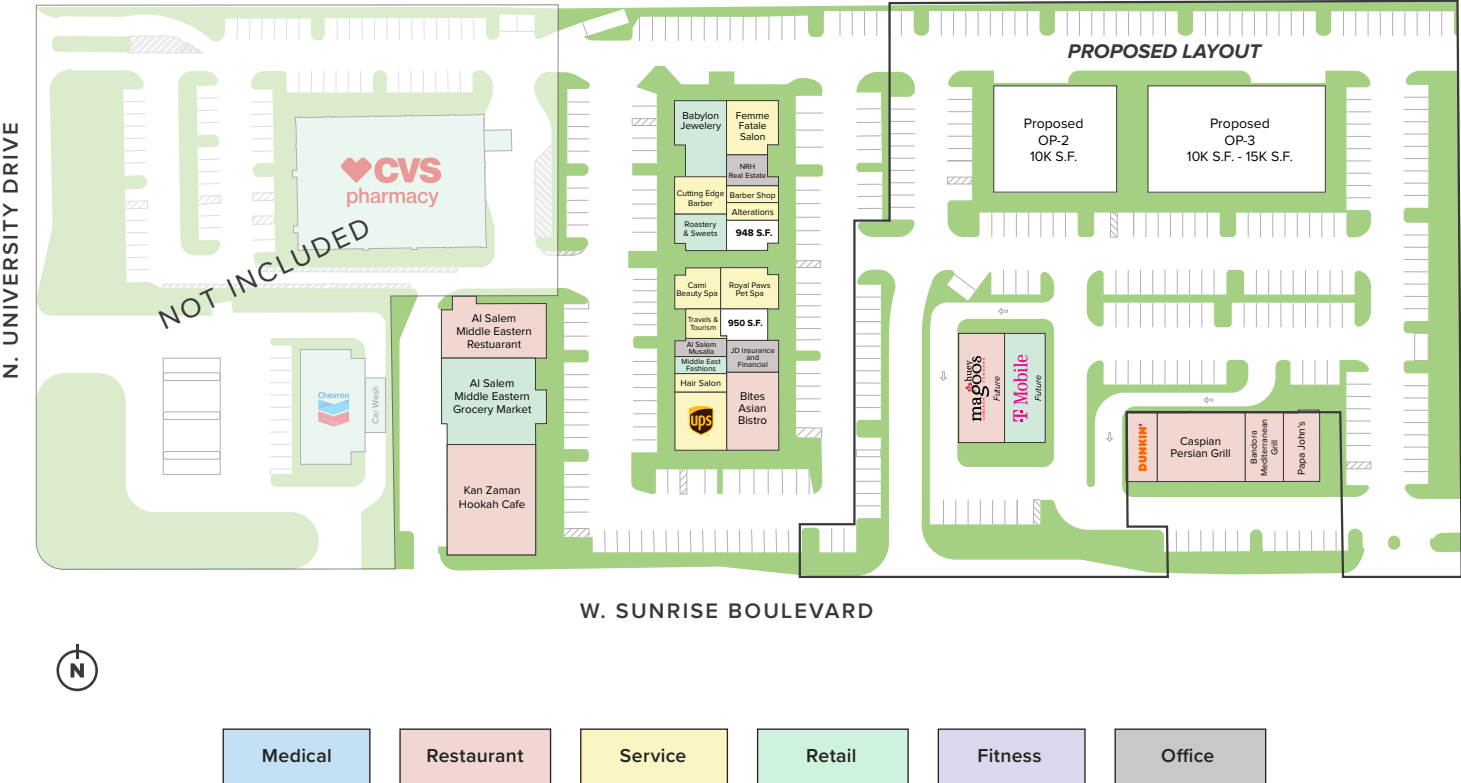 PROPOSED LAYOUT
N. UNIVERSITY DRIVE
CVS
pharmacy
NOT INCLUDED
Chevron
Car Wash
Al Salem
Middle Eastern
Restuarant
Al Salem
Middle Eastern
Grocery Market
Kan Zaman
Hookah Cafe
Babylon
Jewelery
Femme
Fatale
Salon
NRH
Real Estate
Cutting Edge
Barber
Barber Shop
Alterations
Roastery
& Sweets
948 S.F.
Cami
Beauty Spa
Royal Paws
Pet Spa
Travels &
Tourism
950 S.F.
Al Salem
Musalla
JD Insurance
and
Financial
Middle East
Fashions
Hair Salon
ups
Bites
Asian
Bistro
Proposed
OP-2
10K S.F.
Proposed
OP-3
10K S.F. - 15K S.F.
huey
magoos
Future
T Mobile
Future
DUNKIN'
Caspian
Persian Grill
Bandora
Mediterranean
Grill
Papa John's
W. SUNRISE BOULEVARD
N
Medical
Restaurant
Service
Retail
Fitness
Office